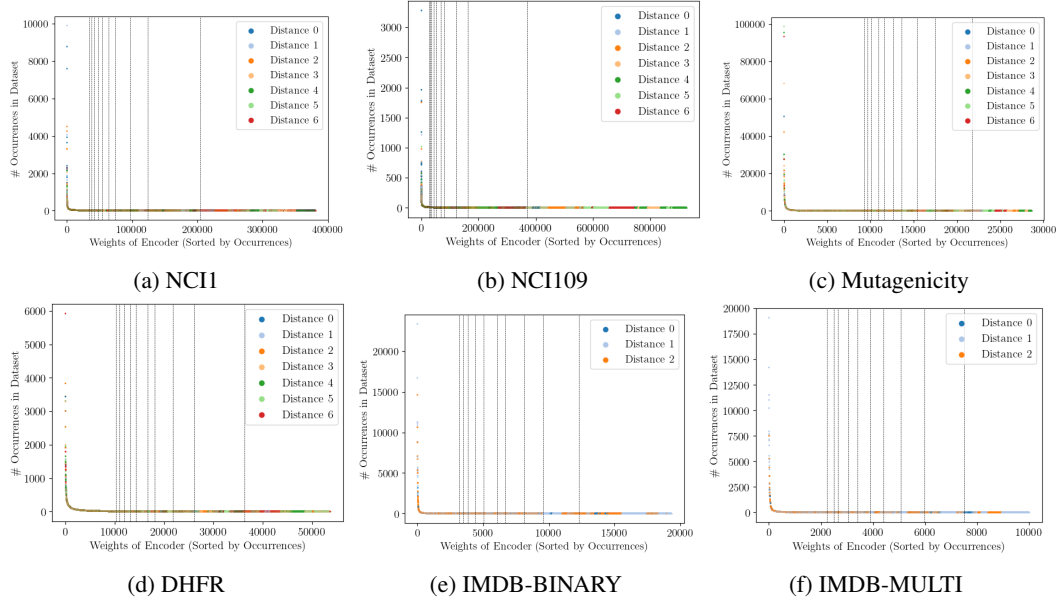 10000
8000
6000
4000
2000
0
# Occurrences in Dataset
Distance 0
Distance 1
Distance 2
Distance 3
Distance 4
Distance 5
Distance 6
0 100000 200000 300000 400000
Weights of Encoder (Sorted by Occurrences)
(a) NCI1
3500
3000
2500
2000
1500
1000
500
0
# Occurrences in Dataset
Distance 0
Distance 1
Distance 2
Distance 3
Distance 4
Distance 5
Distance 6
0 200000 400000 600000 800000
Weights of Encoder (Sorted by Occurrences)
(b) NCI109
100000
80000
60000
40000
20000
0
# Occurrences in Dataset
Distance 0
Distance 1
Distance 2
Distance 3
Distance 4
Distance 5
Distance 6
0 5000 10000 15000 20000 25000 30000
Weights of Encoder (Sorted by Occurrences)
(c) Mutagenicity
6000
5000
4000
3000
2000
1000
0
# Occurrences in Dataset
Distance 0
Distance 1
Distance 2
Distance 3
Distance 4
Distance 5
Distance 6
0 10000 20000 30000 40000 50000
Weights of Encoder (Sorted by Occurrences)
(d) DHFR
20000
15000
10000
5000
0
# Occurrences in Dataset
Distance 0
Distance 1
Distance 2
0 5000 10000 15000 20000
Weights of Encoder (Sorted by Occurrences)
(e) IMDB-BINARY
20000
17500
15000
12500
10000
7500
5000
2500
0
# Occurrences in Dataset
Distance 0
Distance 1
Distance 2
0 2000 4000 6000 8000 10000
Weights of Encoder (Sorted by Occurrences)
(f) IMDB-MULTI